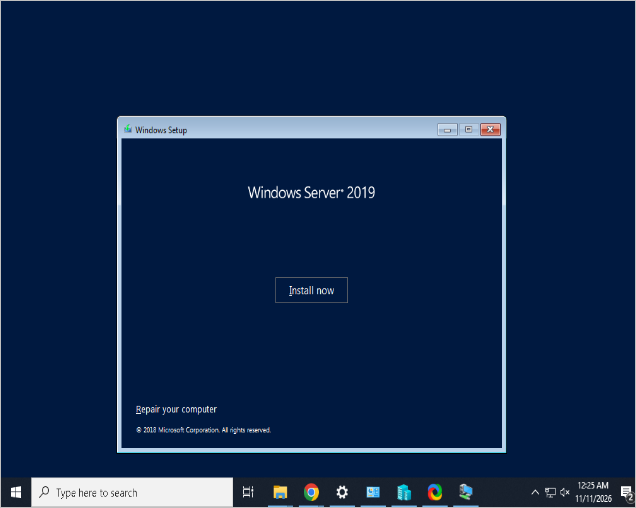 Windows Setup
Windows Server® 2019
Install now
Repair your computer
© 2018 Microsoft Corporation. All rights reserved.
Type here to search
12:25 AM
11/11/2026
2